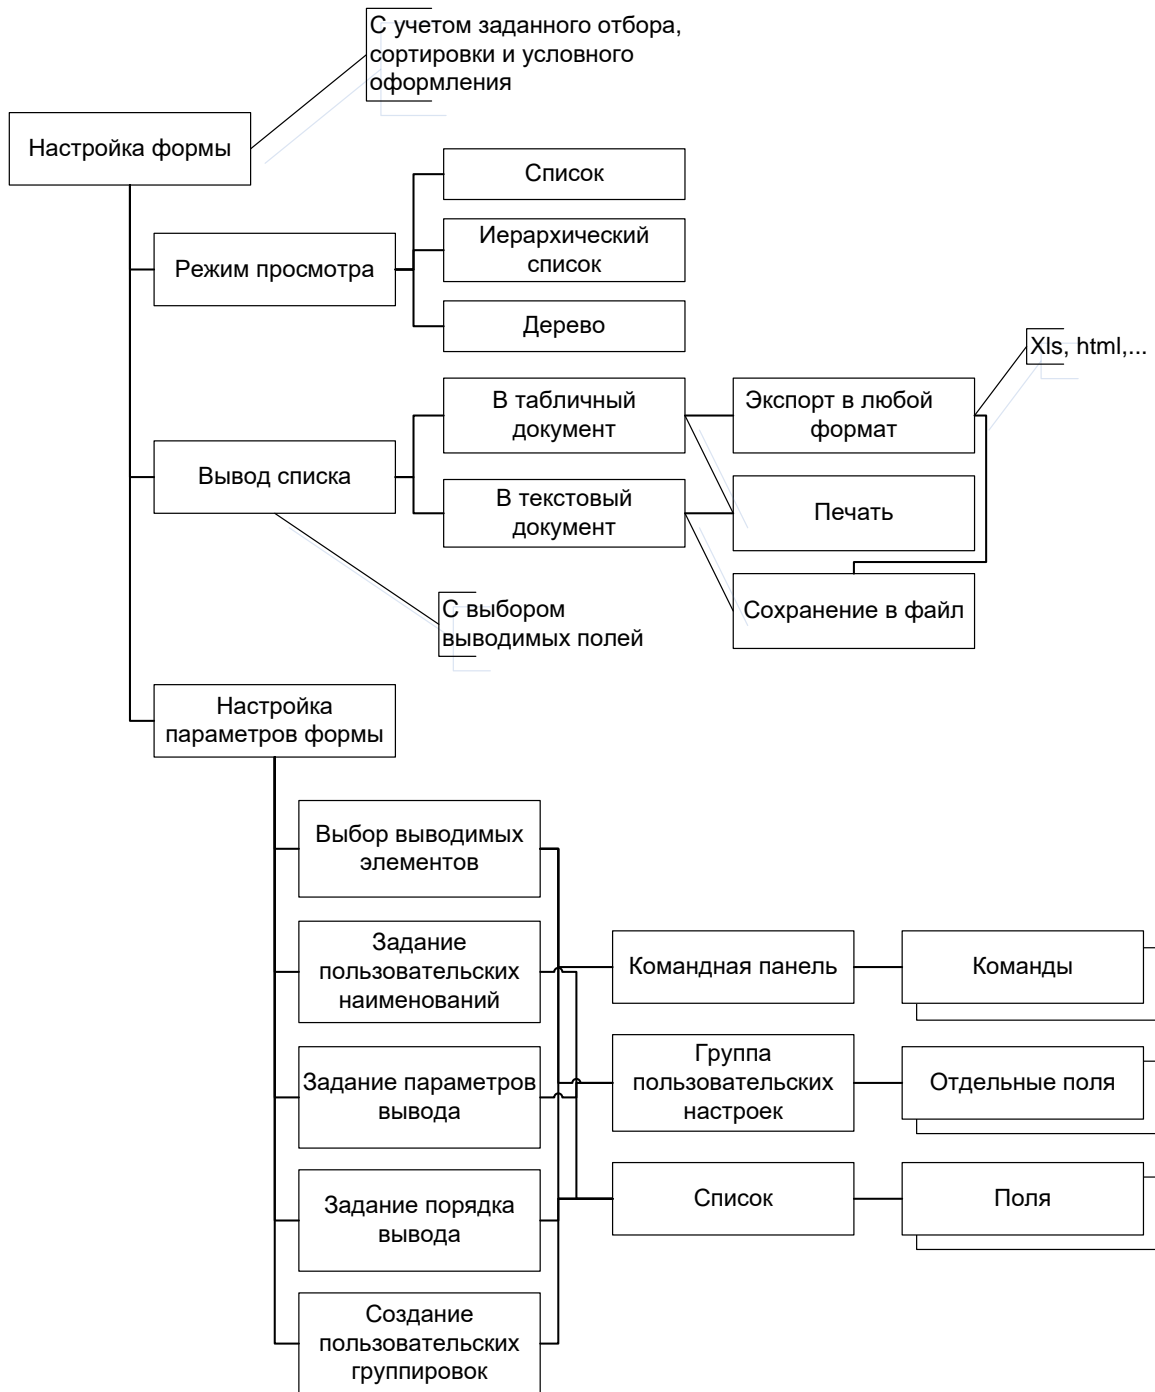 С учетом заданного отбора,
сортировки и условного
оформления
Настройка формы
Список
Иерархический
список
Режим просмотра
Дерево
Xls, html,...
В табличный
документ
Экспорт в любой
формат
Вывод списка
В текстовый
документ
Печать
Сохранение в файл
С выбором
выводимых полей
Настройка
параметров формы
Выбор выводимых
элементов
Задание
пользовательских
наименований
Командная панель
Команды
Задание параметров
вывода
Группа
пользовательских
настроек
Отдельные поля
Задание порядка
вывода
Список
Поля
Создание
пользовательских
группировок